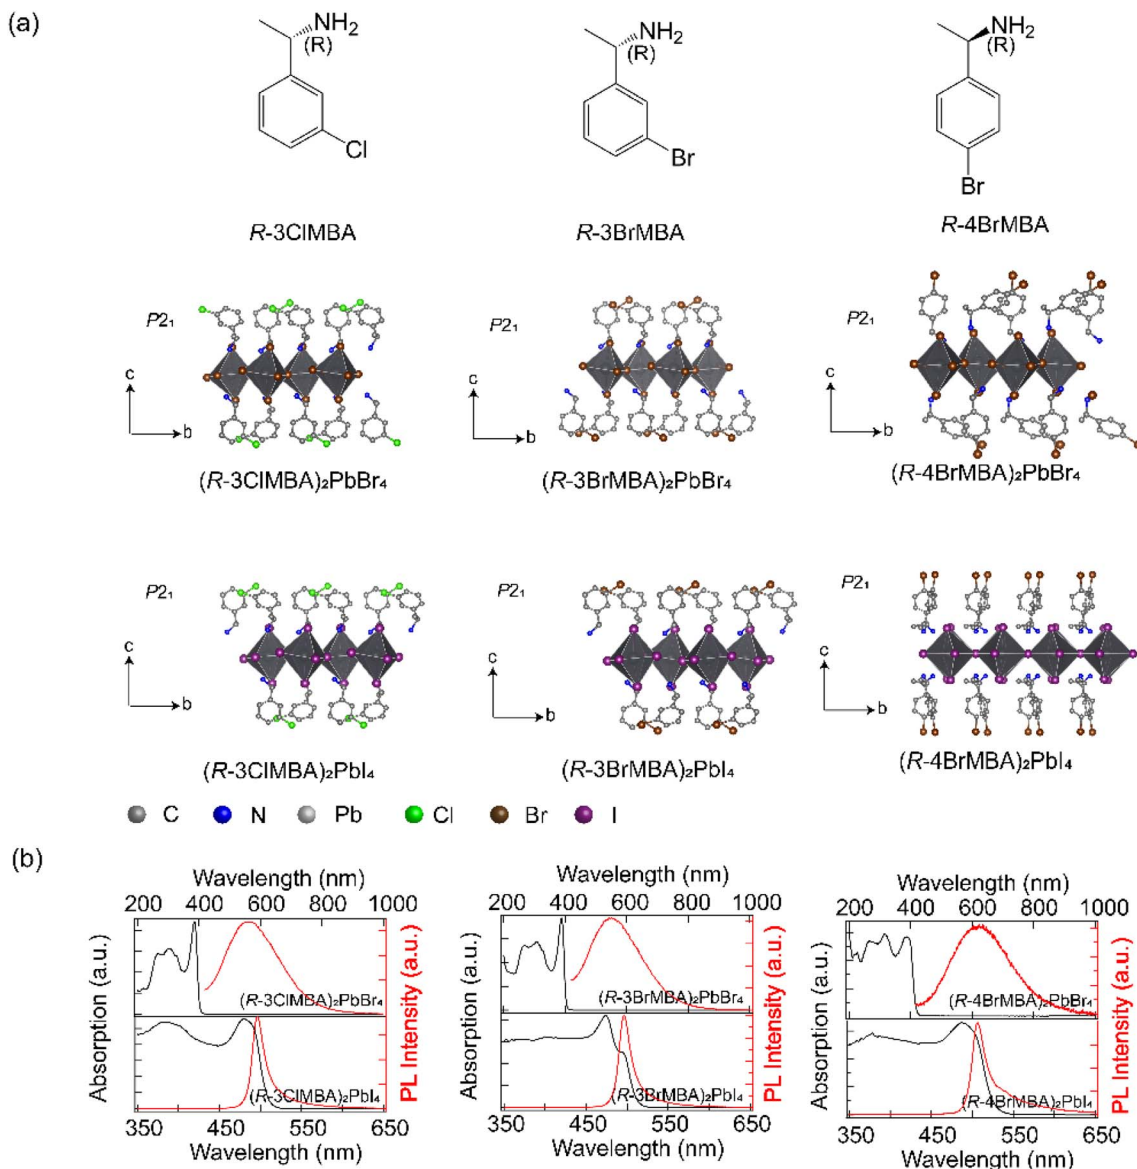 (a)
NH₂ NH₂ NH₂
(R) (R) (R)
Cl Br
Br
R-3ClMBA R-3BrMBA R-4BrMBA
P2₁ P2₁ P2₁
c c c
b b b
(R-3ClMBA)₂PbBr₄ (R-3BrMBA)₂PbBr₄ (R-4BrMBA)₂PbBr₄
P2₁ P2₁ P2₁
c c c
b b b
(R-3ClMBA)₂PbI₄ (R-3BrMBA)₂PbI₄ (R-4BrMBA)₂PbI₄
C N Pb Cl Br I
(b)
Wavelength (nm) Wavelength (nm) Wavelength (nm)
200 400 600 800 1000 200 400 600 800 1000 200 400 600 800 1000
Absorption (a.u.) PL Intensity (a.u.) Absorption (a.u.) PL Intensity (a.u.) Absorption (a.u.) PL Intensity (a.u.)
(R-3ClMBA)₂PbBr₄ (R-3BrMBA)₂PbBr₄ (R-4BrMBA)₂PbBr₄
(R-3ClMBA)₂PbI₄ (R-3BrMBA)₂PbI₄ (R-4BrMBA)₂PbI₄
350 450 550 650 350 450 550 650 350 450 550 650
Wavelength (nm) Wavelength (nm) Wavelength (nm)